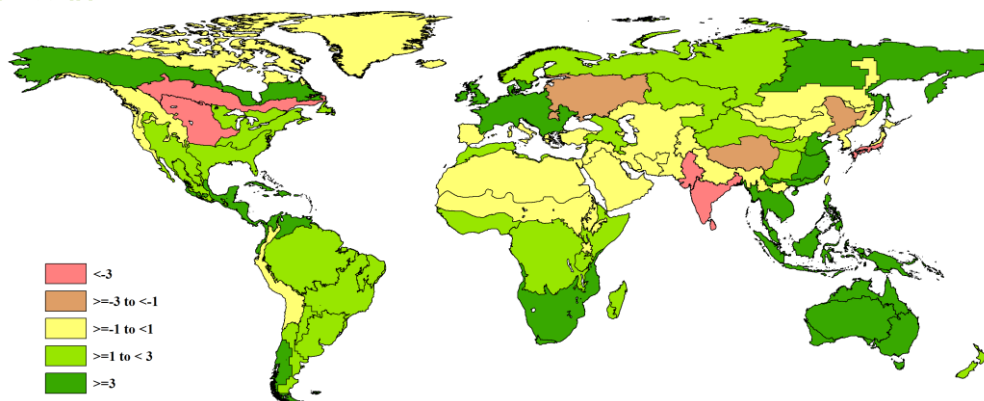 <-3
>=-3 to <-1
>=-1 to <1
>=1 to < 3
>=3